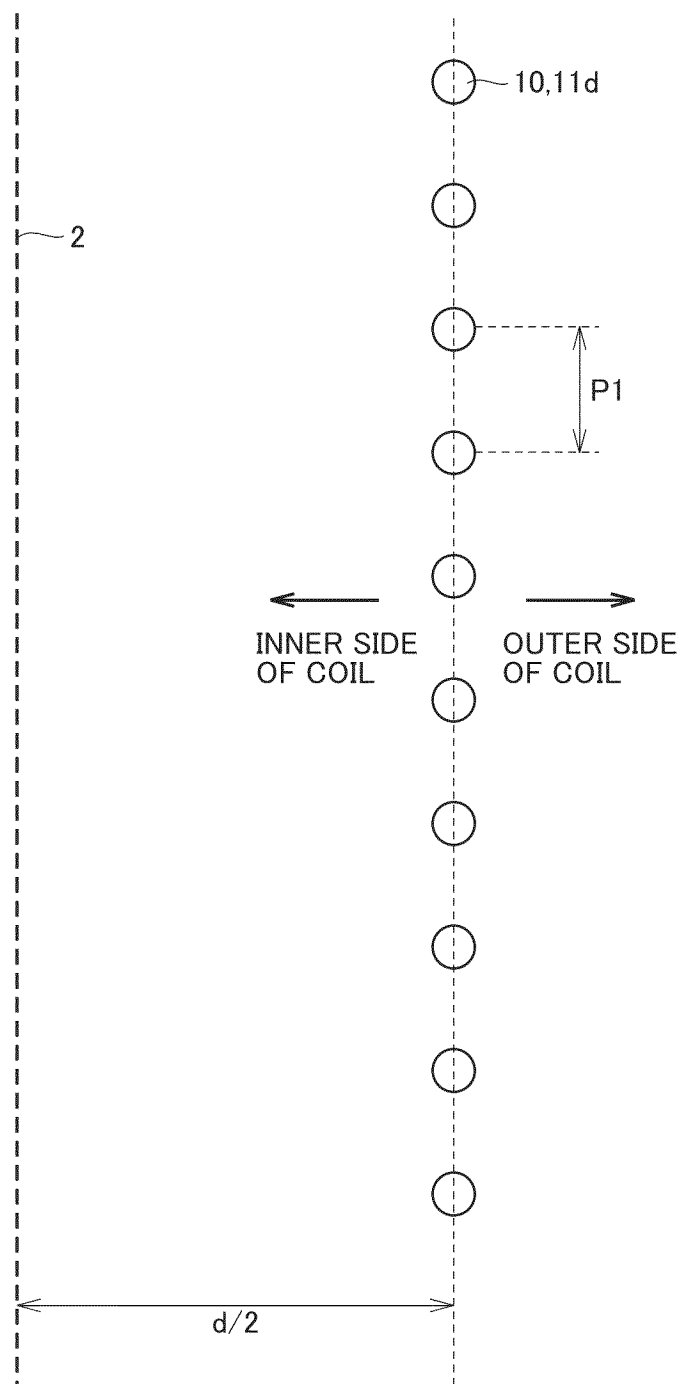 10,11d
2
P1
INNER SIDE
OF COIL
OUTER SIDE
OF COIL
d/2